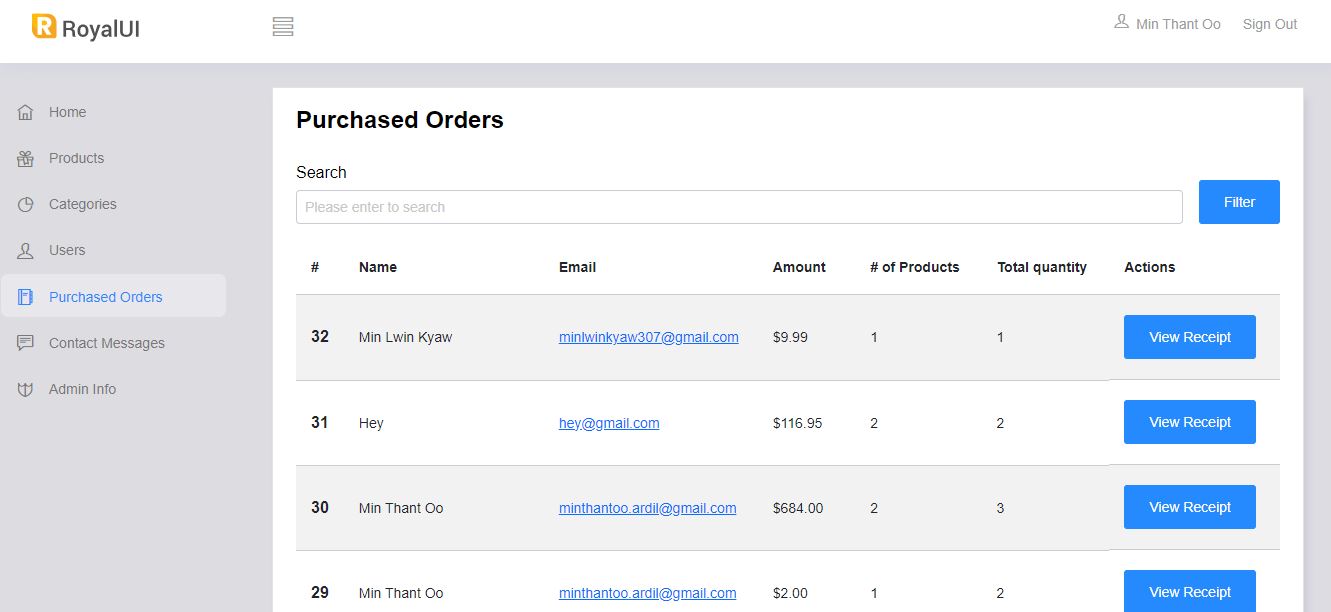 R RoyalUI
Min Thant Oo Sign Out
Home
Products
Categories
Users
Purchased Orders
Contact Messages
Admin Info
Purchased Orders
Search
Please enter to search
Filter
# Name Email Amount # of Products Total quantity Actions
32 Min Lwin Kyaw minlwinkyaw307@gmail.com $9.99 1 1 View Receipt
31 Hey hey@gmail.com $116.95 2 2 View Receipt
30 Min Thant Oo minthantoo.ardil@gmail.com $684.00 2 3 View Receipt
29 Min Thant Oo minthantoo.ardil@gmail.com $2.00 1 2 View Receipt